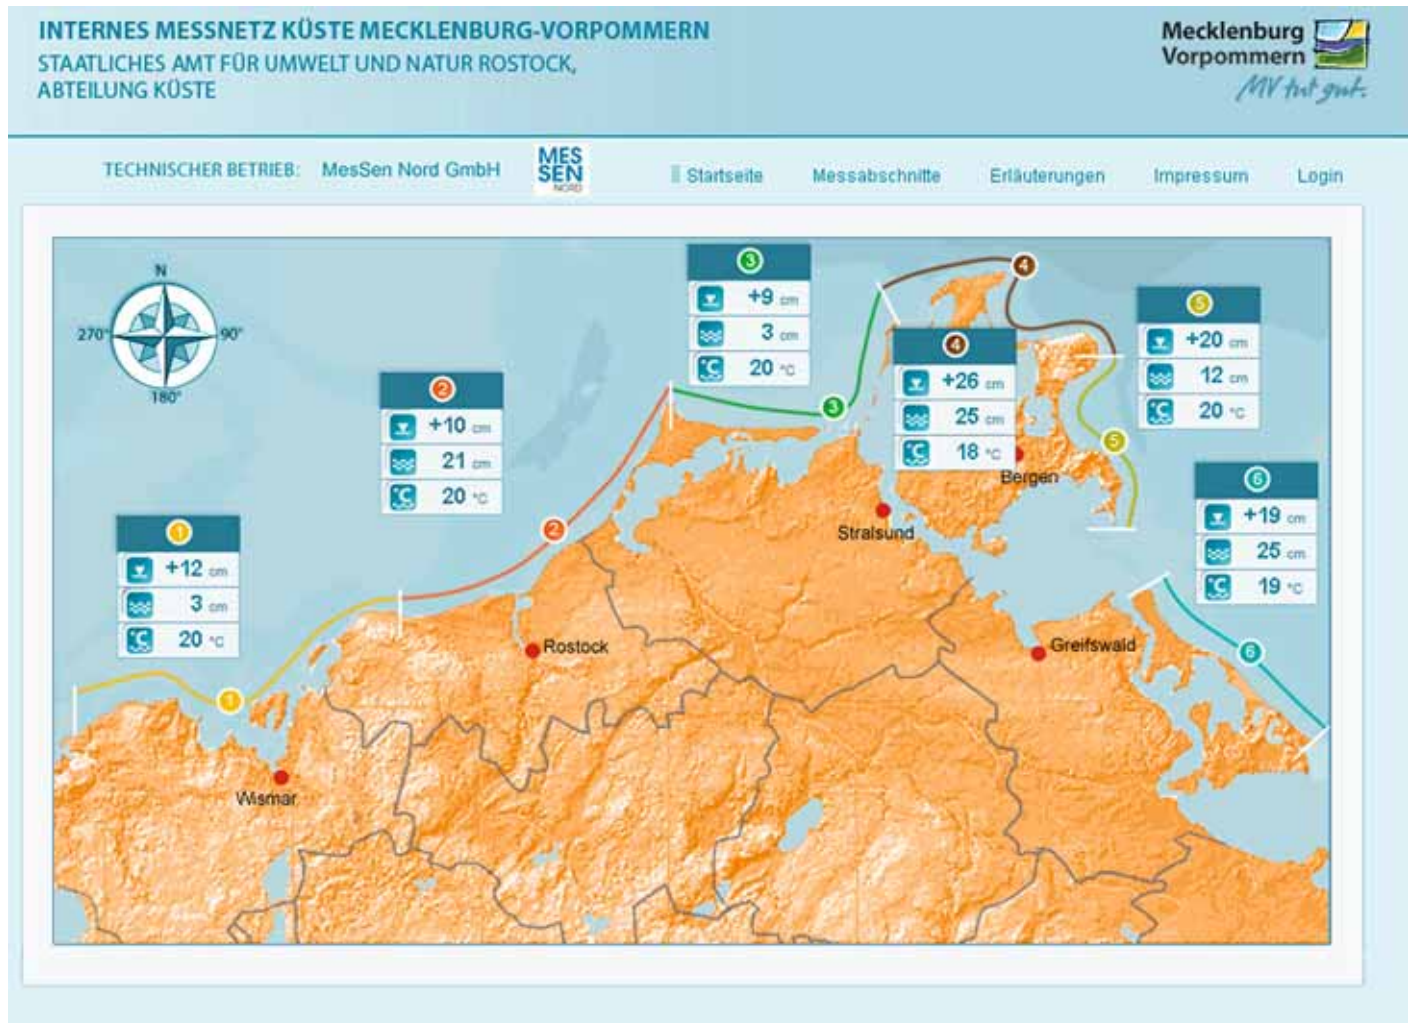 INTERNES MESSNETZ KÜSTE MECKLENBURG-VORPOMMERN
STAATLICHES AMT FÜR UMWELT UND NATUR ROSTOCK,
ABTEILUNG KÜSTE
Mecklenburg
Vorpommern
MV tut gut.
TECHNISCHER BETRIEB: MesSen Nord GmbH
MES
SEN
NORD
Startseite Messabschnitte Erläuterungen Impressum Login
N
270° 90°
180°
1
+12 cm
3 cm
°C 20 °C
2
+10 cm
21 cm
°C 20 °C
3
+9 cm
3 cm
°C 20 °C
4
+26 cm
25 cm
°C 18 °C
5
+20 cm
12 cm
°C 20 °C
6
+19 cm
25 cm
°C 19 °C
1
2
3
4
5
6
Bergen
Stralsund
Rostock
Greifswald
Wismar